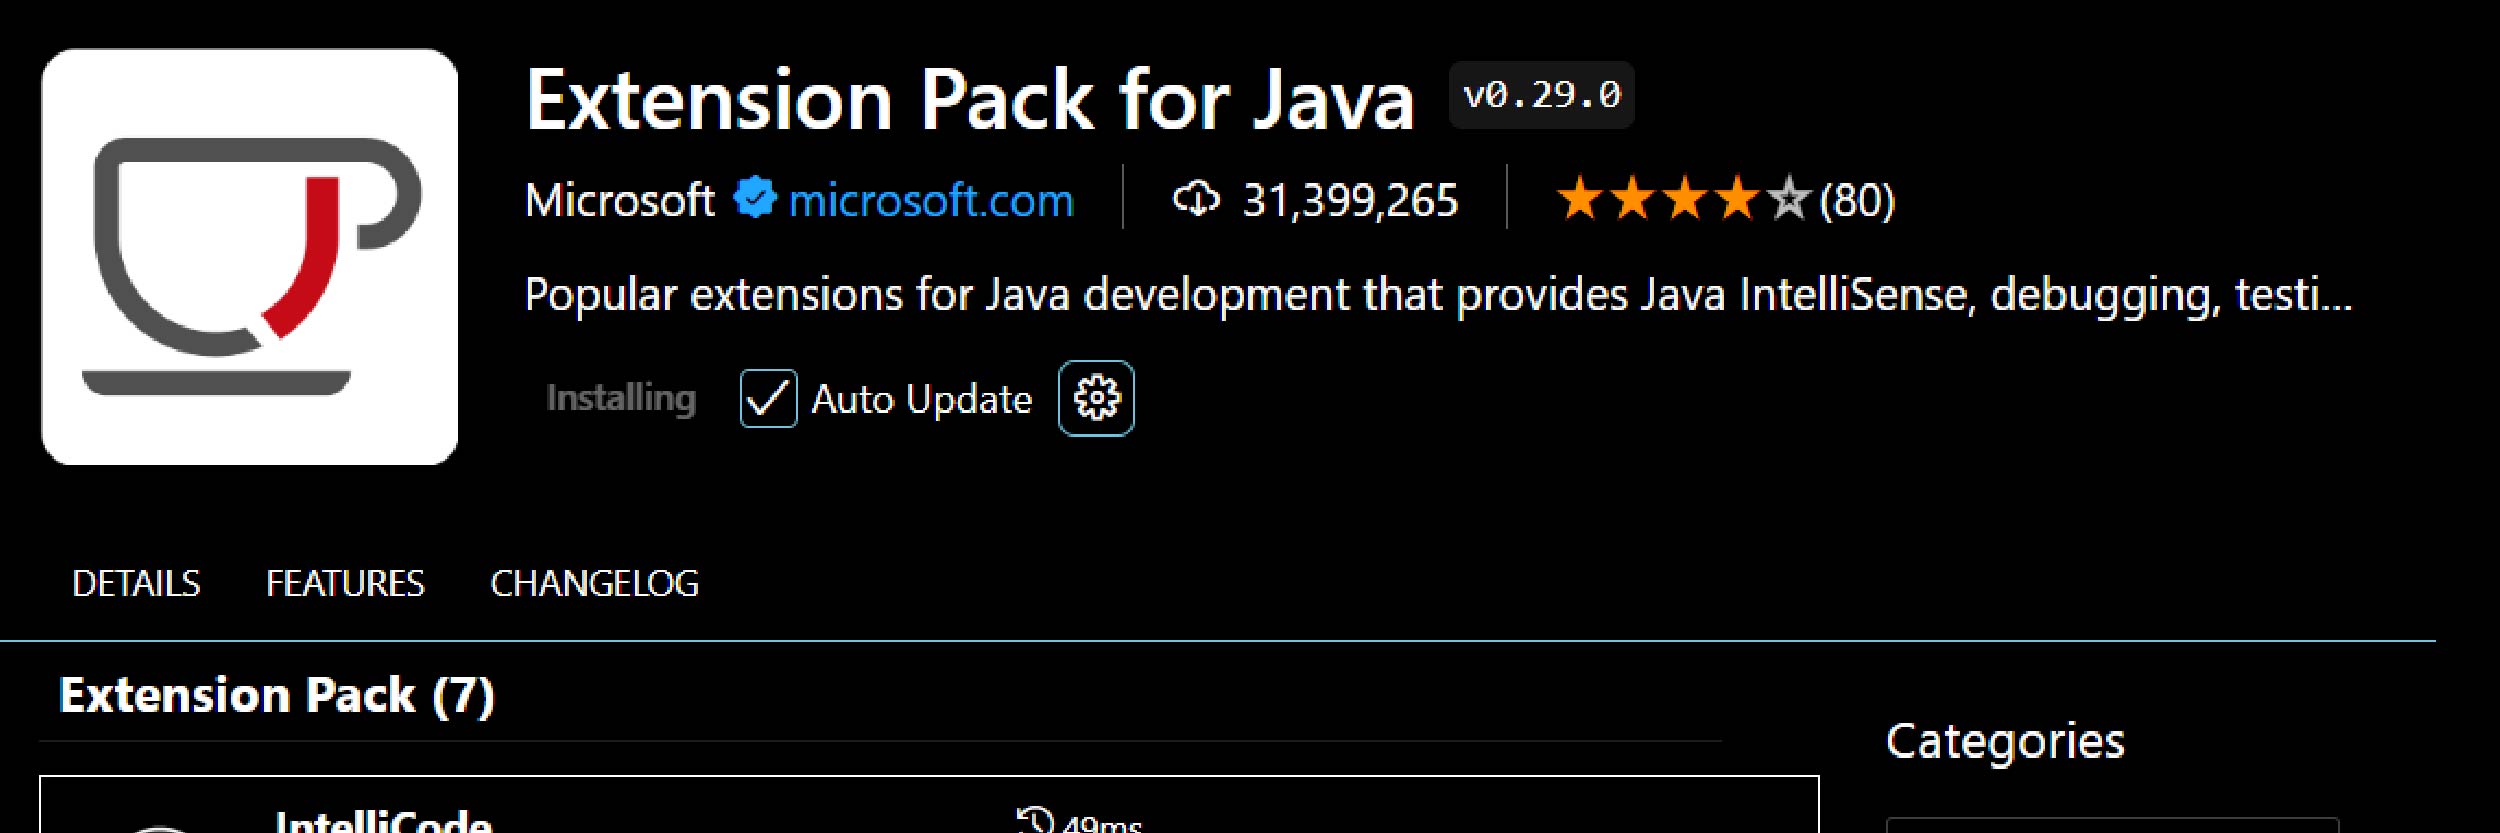 Extension Pack for Java v0.29.0
Microsoft microsoft.com 31,399,265 (80)
Popular extensions for Java development that provides Java IntelliSense, debugging, testi...
Installing Auto Update
DETAILS FEATURES CHANGELOG
Extension Pack (7)
Categories
IntelliCode 49ms